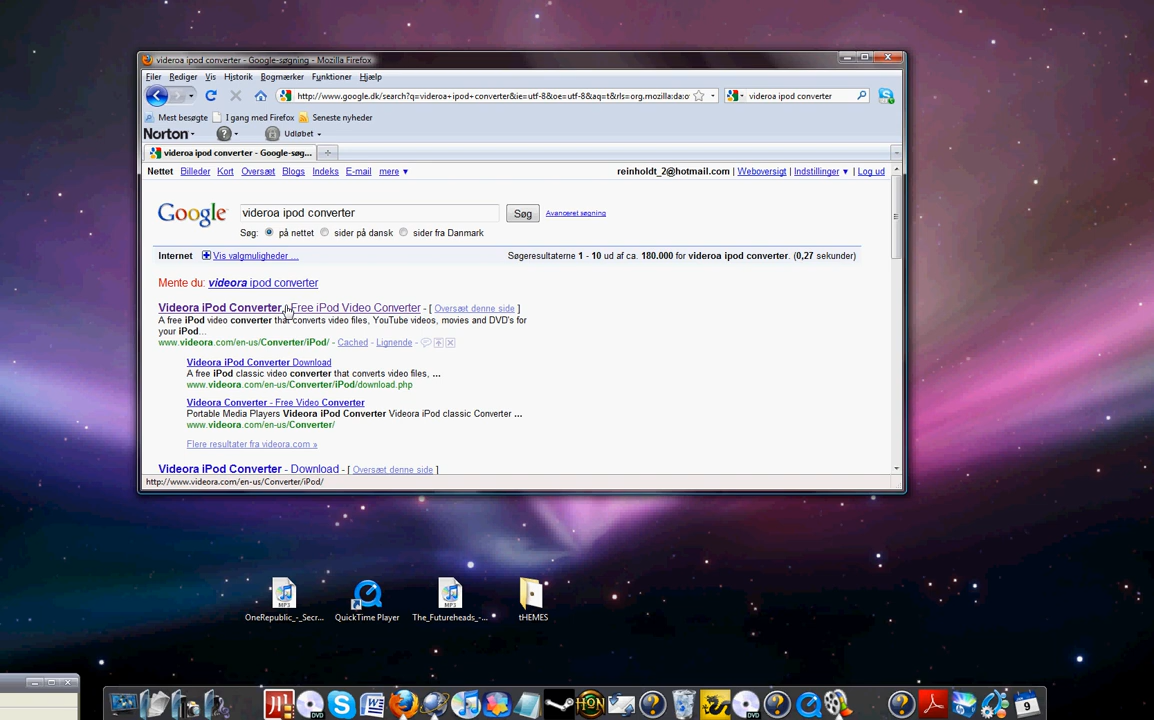 videroa ipod converter - Google-søgning - Mozilla Firefox
Filer Rediger Vis Historik Bogmærker Funktioner Hjælp
http://www.google.dk/search?q=videroa+ipod+converter&ie=utf-8&oe=utf-8&aq=t&rls=org.mozilla:da:o videroa ipod converter
Mest besøgte I gang med Firefox Seneste nyheder
Norton Udløbet
videroa ipod converter - Google-søg...
Nettet Billeder Kort Oversæt Blogs Indeks E-mail mere ▼ reinholdt_2@hotmail.com | Weboversigt | Indstillinger ▼ | Log ud
Google videroa ipod converter Søg Avanceret søgning
Søg: på nettet sider på dansk sider fra Danmark
Internet Vis valgmuligheder ... Søgeresultaterne 1 - 10 ud af ca. 180.000 for videroa ipod converter. (0,27 sekunder)
Mente du: videora ipod converter
Videora iPod Converter - Free iPod Video Converter - [ Oversæt denne side ]
A free iPod video converter that converts video files, YouTube videos, movies and DVD's for
your iPod...
www.videora.com/en-us/Converter/iPod/ - Cached - Lignende -
Videora iPod Converter Download
A free iPod classic video converter that converts video files, ...
www.videora.com/en-us/Converter/iPod/download.php
Videora Converter - Free Video Converter
Portable Media Players Videora iPod Converter Videora iPod classic Converter ...
www.videora.com/en-us/Converter/
Flere resultater fra videora.com »
Videora iPod Converter - Download - [ Oversæt denne side ]
http://www.videora.com/en-us/Converter/iPod/
MP3 MP3
OneRepublic_-_Secr... QuickTime Player The_Futureheads_-... tHEMES
DVD HON DVD 9